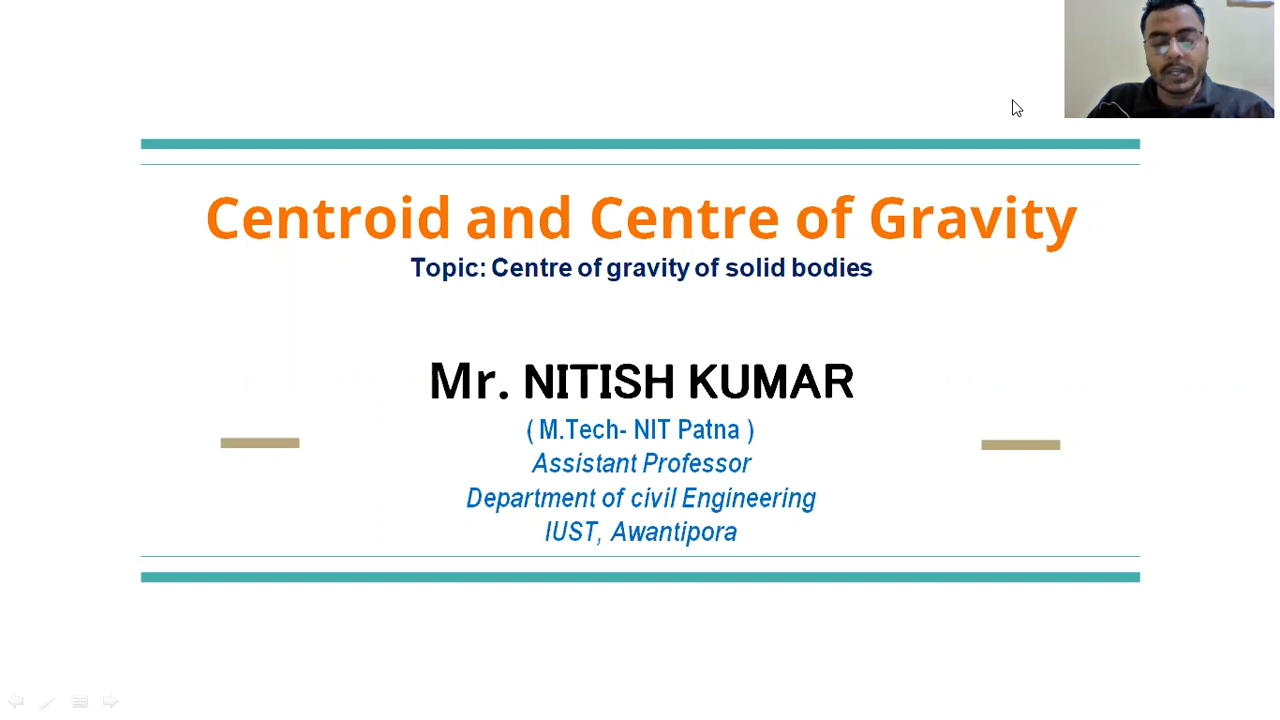 Centroid and Centre of Gravity
Topic: Centre of gravity of solid bodies
Mr. NITISH KUMAR
( M.Tech- NIT Patna )
Assistant Professor
Department of civil Engineering
IUST, Awantipora